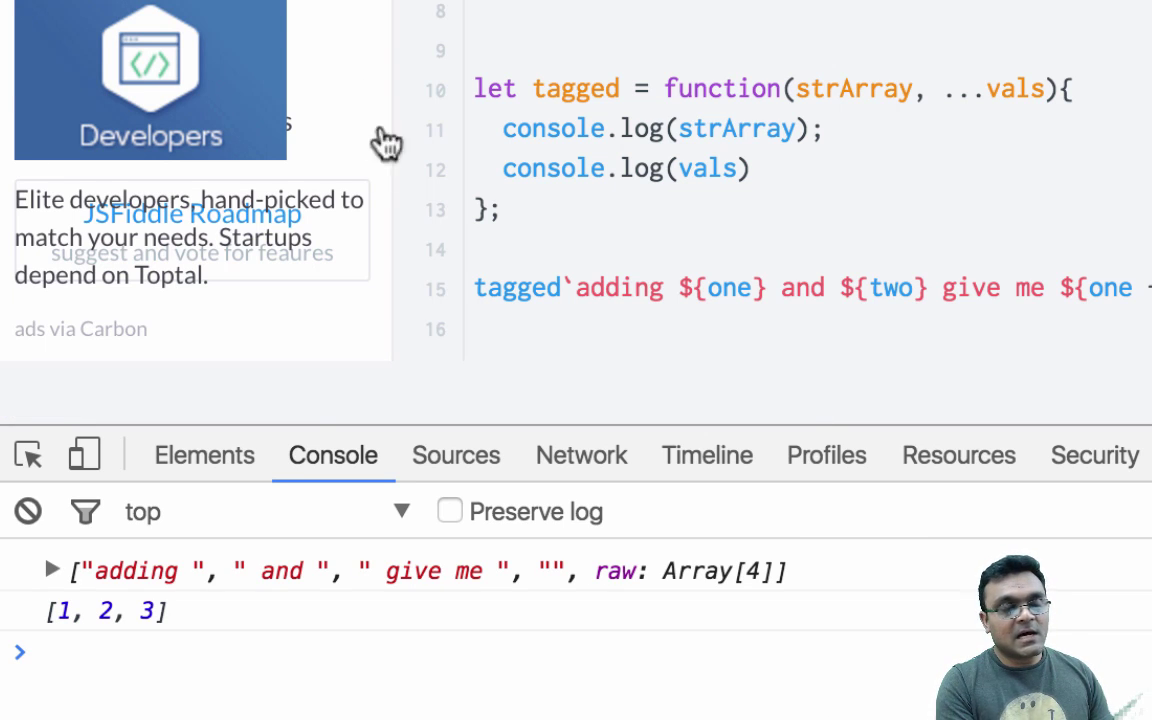 Developers
s
Elite developers, hand-picked to
JSFiddle Roadmap
match your needs. Startups
suggest and vote for feaures
depend on Toptal.
ads via Carbon
8
9
10 let tagged = function(strArray, ...vals){
11 console.log(strArray);
12 console.log(vals)
13 };
14
15 tagged`adding ${one} and ${two} give me ${one
16
Elements Console Sources Network Timeline Profiles Resources Security
top ▼ Preserve log
["adding ", " and ", " give me ", "", raw: Array[4]]
[1, 2, 3]
>